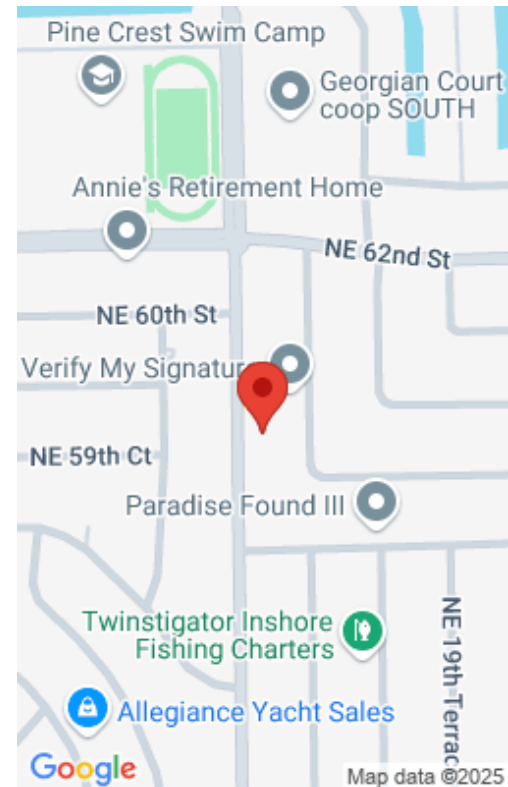 Pine Crest Swim Camp
Georgian Court
coop SOUTH
Annie's Retirement Home
NE 62nd St
NE 60th St
Verify My Signatur
NE 59th Ct
Paradise Found III
Twinstigator Inshore
Fishing Charters
NE 19th Terrac
Allegiance Yacht Sales
Google
Map data ©2025